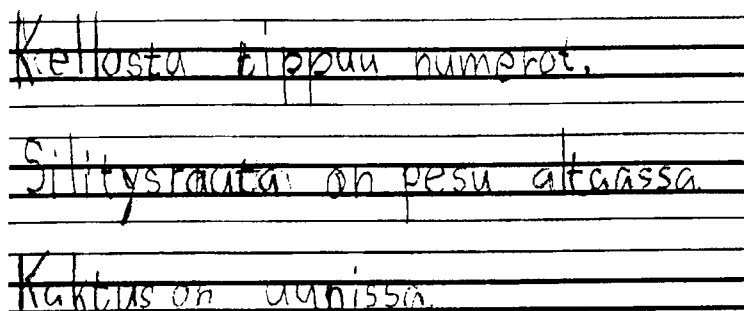 Kellosta tippuu numerot.
Silitysrauta on pesu altaassa
Kaktus on uunissa.